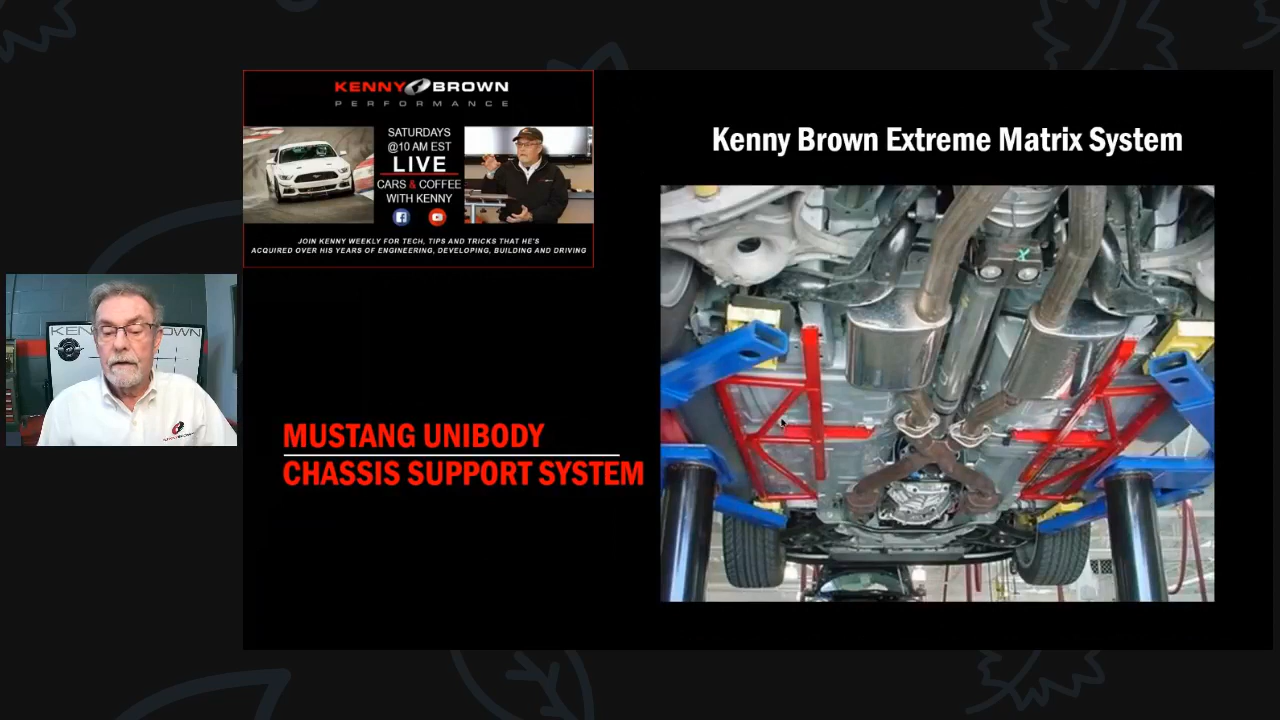 KENNY BROWN
PERFORMANCE
SATURDAYS
@10 AM EST
LIVE
CARS & COFFEE
WITH KENNY
JOIN KENNY WEEKLY FOR TECH, TIPS AND TRICKS THAT HE'S
ACQUIRED OVER HIS YEARS OF ENGINEERING, DEVELOPING, BUILDING AND DRIVING
Kenny Brown Extreme Matrix System
KENNY BROWN
MUSTANG UNIBODY
CHASSIS SUPPORT SYSTEM
X